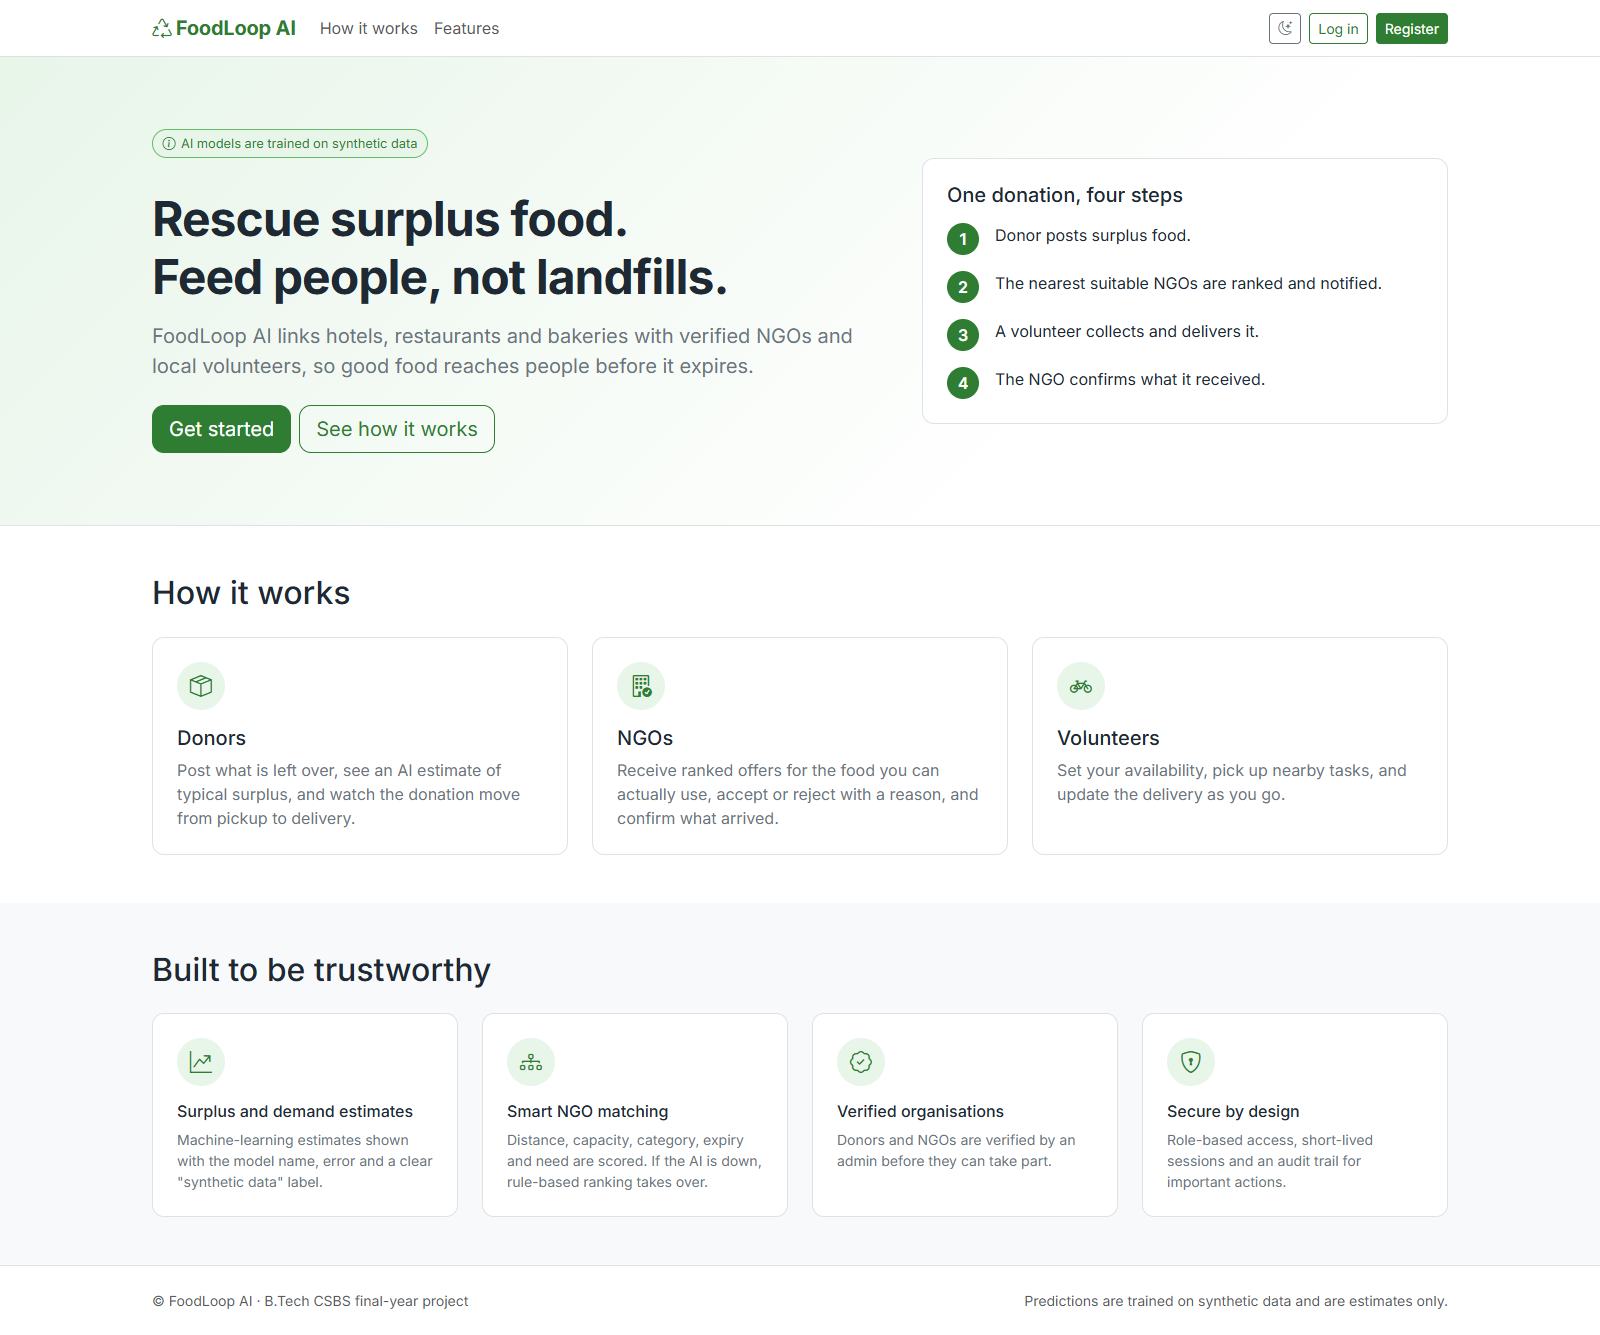 FoodLoop AI
How it works
Features
Log in
Register
AI models are trained on synthetic data
Rescue surplus food.
Feed people, not landfills.
FoodLoop AI links hotels, restaurants and bakeries with verified NGOs and
local volunteers, so good food reaches people before it expires.
Get started
See how it works
One donation, four steps
1 Donor posts surplus food.
2 The nearest suitable NGOs are ranked and notified.
3 A volunteer collects and delivers it.
4 The NGO confirms what it received.
How it works
Donors
Post what is left over, see an AI estimate of
typical surplus, and watch the donation move
from pickup to delivery.
NGOs
Receive ranked offers for the food you can
actually use, accept or reject with a reason, and
confirm what arrived.
Volunteers
Set your availability, pick up nearby tasks, and
update the delivery as you go.
Built to be trustworthy
Surplus and demand estimates
Machine-learning estimates shown
with the model name, error and a clear
"synthetic data" label.
Smart NGO matching
Distance, capacity, category, expiry
and need are scored. If the AI is down,
rule-based ranking takes over.
Verified organisations
Donors and NGOs are verified by an
admin before they can take part.
Secure by design
Role-based access, short-lived
sessions and an audit trail for
important actions.
© FoodLoop AI · B.Tech CSBS final-year project
Predictions are trained on synthetic data and are estimates only.